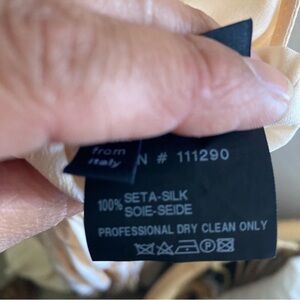 from
Italy
N # 111290
100% SETA-SILK
SOIE-SEIDE
PROFESSIONAL DRY CLEAN ONLY